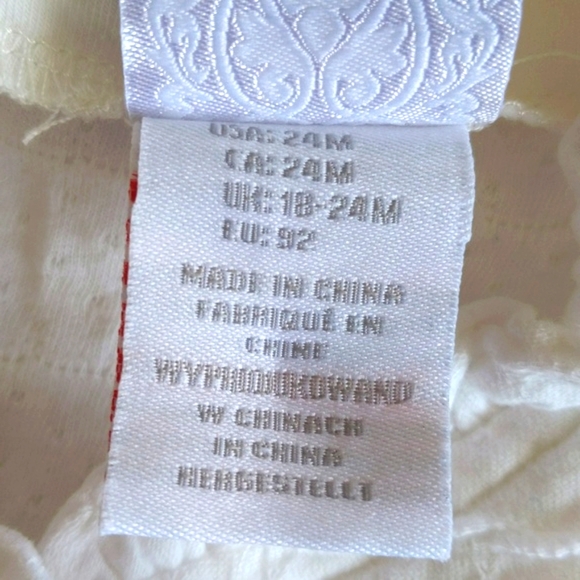 USA: 24M
CA: 24M
UK: 18-24M
EU: 92
MADE IN CHINA
FABRIQUÉ EN
CHINE
WYPRODUKOWANO
W CHINACH
IN CHINA
HERGESTELLT